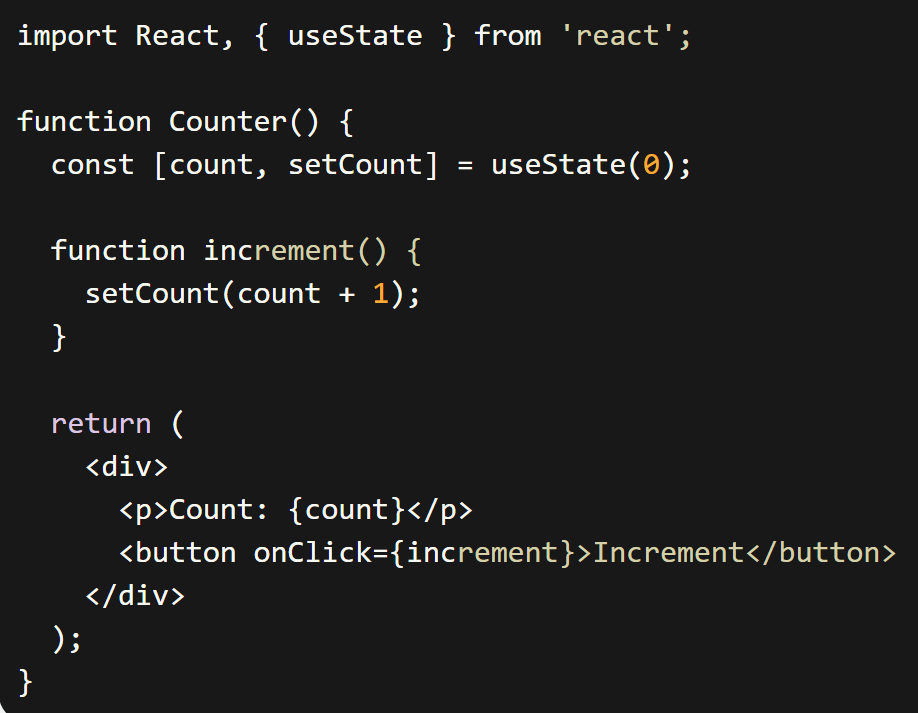 import React, { useState } from 'react';
function Counter() {
  const [count, setCount] = useState(0);
  function increment() {
    setCount(count + 1);
  }
  return (
    <div>
      <p>Count: {count}</p>
      <button onClick={increment}>Increment</button>
    </div>
  );
}